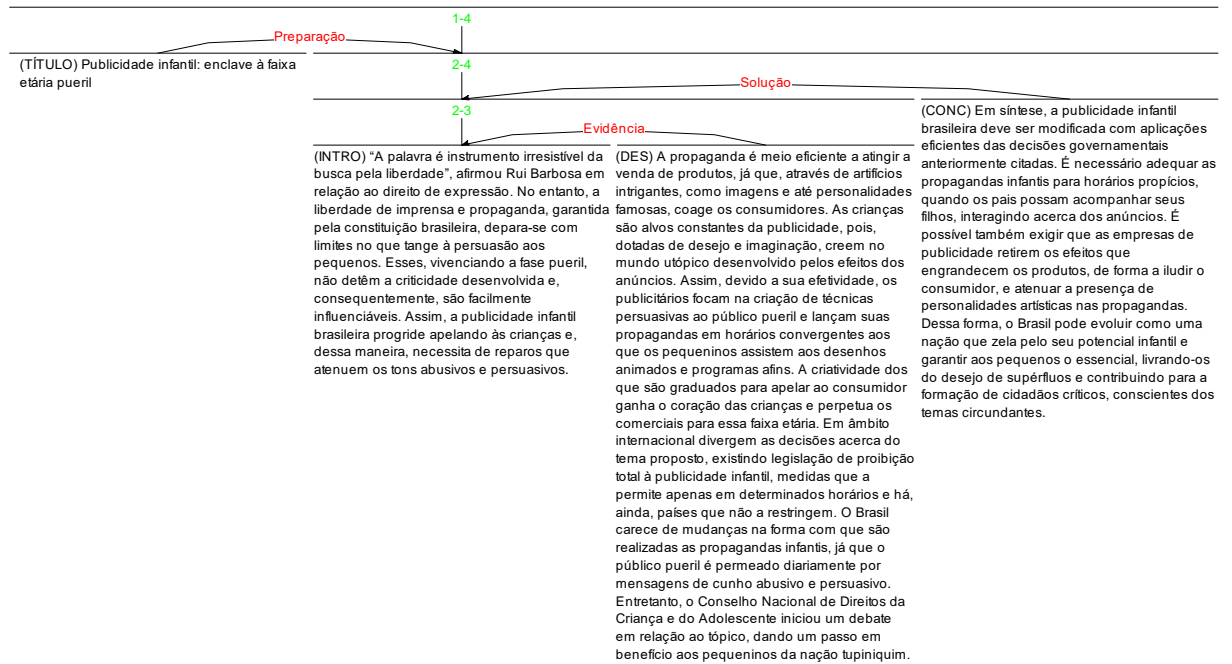 1-4
Preparação
(TÍTULO) Publicidade infantil: enclave à faixa
etária pueril
2-4
Solução
2-3
Evidência
(INTRO) “A palavra é instrumento irresistível da
busca pela liberdade”, afirmou Rui Barbosa em
relação ao direito de expressão. No entanto, a
liberdade de imprensa e propaganda, garantida
pela constituição brasileira, depara-se com
limites no que tange à persuasão aos
pequenos. Esses, vivenciando a fase pueril,
não detêm a criticidade desenvolvida e,
consequentemente, são facilmente
influenciáveis. Assim, a publicidade infantil
brasileira progride apelando às crianças e,
dessa maneira, necessita de reparos que
atenuem os tons abusivos e persuasivos.
(DES) A propaganda é meio eficiente a atingir a
venda de produtos, já que, através de artifícios
intrigantes, como imagens e até personalidades
famosas, coage os consumidores. As crianças
são alvos constantes da publicidade, pois,
dotadas de desejo e imaginação, creem no
mundo utópico desenvolvido pelos efeitos dos
anúncios. Assim, devido a sua efetividade, os
publicitários focam na criação de técnicas
persuasivas ao público pueril e lançam suas
propagandas em horários convergentes aos
que os pequeninos assistem aos desenhos
animados e programas afins. A criatividade dos
que são graduados para apelar ao consumidor
ganha o coração das crianças e perpetua os
comerciais para essa faixa etária. Em âmbito
internacional divergem as decisões acerca do
tema proposto, existindo legislação de proibição
total à publicidade infantil, medidas que a
permite apenas em determinados horários e há,
ainda, países que não a restringem. O Brasil
carece de mudanças na forma com que são
realizadas as propagandas infantis, já que o
público pueril é permeado diariamente por
mensagens de cunho abusivo e persuasivo.
Entretanto, o Conselho Nacional de Direitos da
Criança e do Adolescente iniciou um debate
em relação ao tópico, dando um passo em
benefício aos pequeninos da nação tupiniquim.
(CONC) Em síntese, a publicidade infantil
brasileira deve ser modificada com aplicações
eficientes das decisões governamentais
anteriormente citadas. É necessário adequar as
propagandas infantis para horários propícios,
quando os pais possam acompanhar seus
filhos, interagindo acerca dos anúncios. É
possível também exigir que as empresas de
publicidade retirem os efeitos que
engrandecem os produtos, de forma a iludir o
consumidor, e atenuar a presença de
personalidades artísticas nas propagandas.
Dessa forma, o Brasil pode evoluir como uma
nação que zela pelo seu potencial infantil e
garantir aos pequenos o essencial, livrando-os
do desejo de supérfluos e contribuindo para a
formação de cidadãos críticos, conscientes dos
temas circundantes.